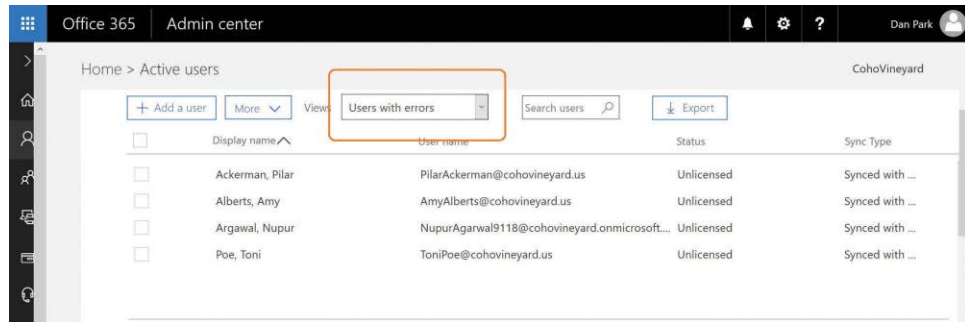 Office 365 Admin center Dan Park
Home > Active users CohoVineyard
Add a user More Views Users with errors Search users Export
Display name User name Status Sync Type
Ackerman, Pilar PilarAckerman@cohovineyard.us Unlicensed Synced with ...
Alberts, Amy AmyAlberts@cohovineyard.us Unlicensed Synced with ...
Argawal, Nupur NupurAgarwal9118@cohovineyard.onmicrosoft.... Unlicensed Synced with ...
Poe, Toni ToniPoe@cohovineyard.us Unlicensed Synced with ...